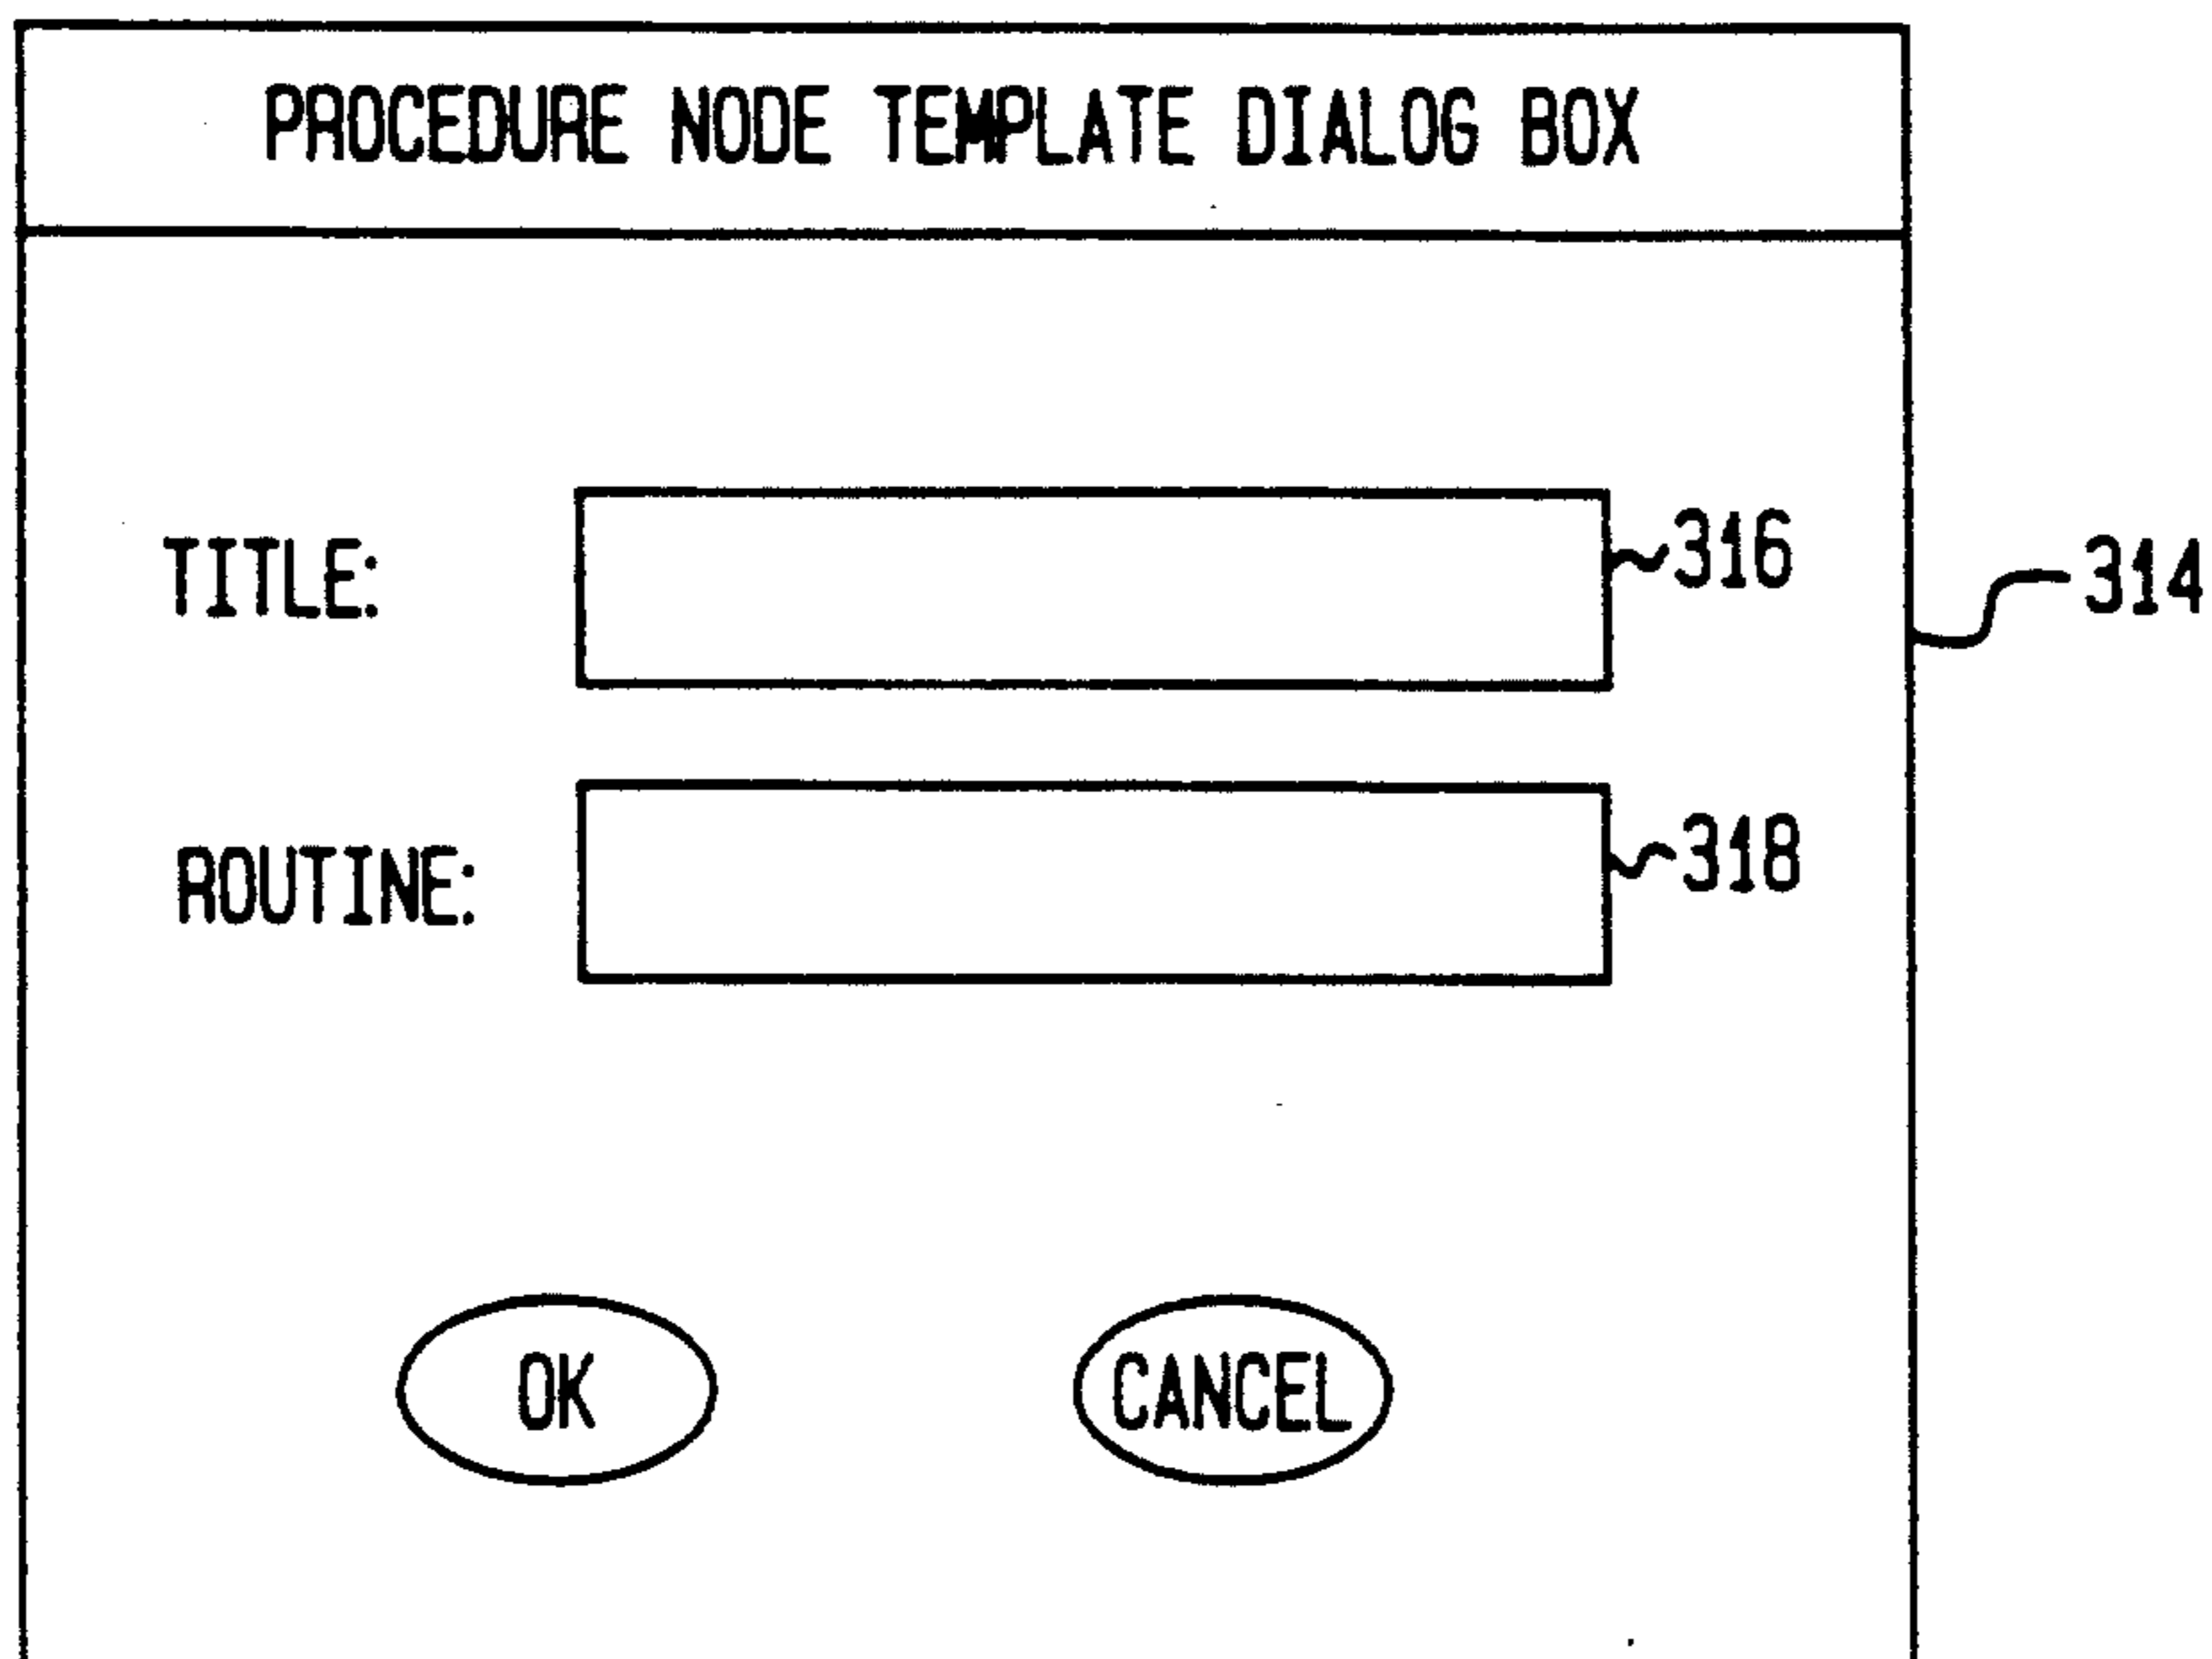 PROCEDURE NODE TEMPLATE DIALOG BOX
TITLE:
316
314
ROUTINE:
318
OK
CANCEL